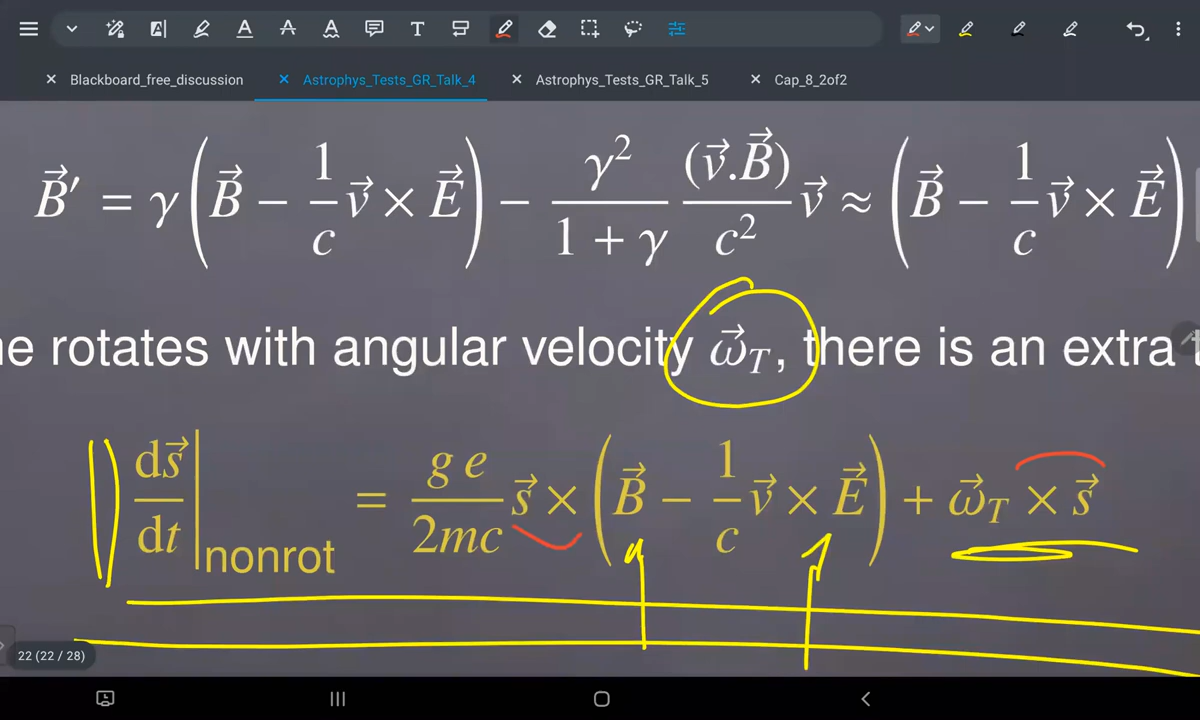 T
Blackboard_free_discussion Astrophys_Tests_GR_Talk_4 Astrophys_Tests_GR_Talk_5 Cap_8_2of2
B⃗′ = γ(B⃗ − 1/c v⃗ × E⃗) − γ²/(1 + γ) (v⃗.B⃗)/c² v⃗ ≈ (B⃗ − 1/c v⃗ × E⃗)
ne rotates with angular velocity ω⃗_T, there is an extra t
ds⃗/dt|nonrot = g e/2mc s⃗ × (B⃗ − 1/c v⃗ × E⃗) + ω⃗_T × s⃗
22 (22 / 28)